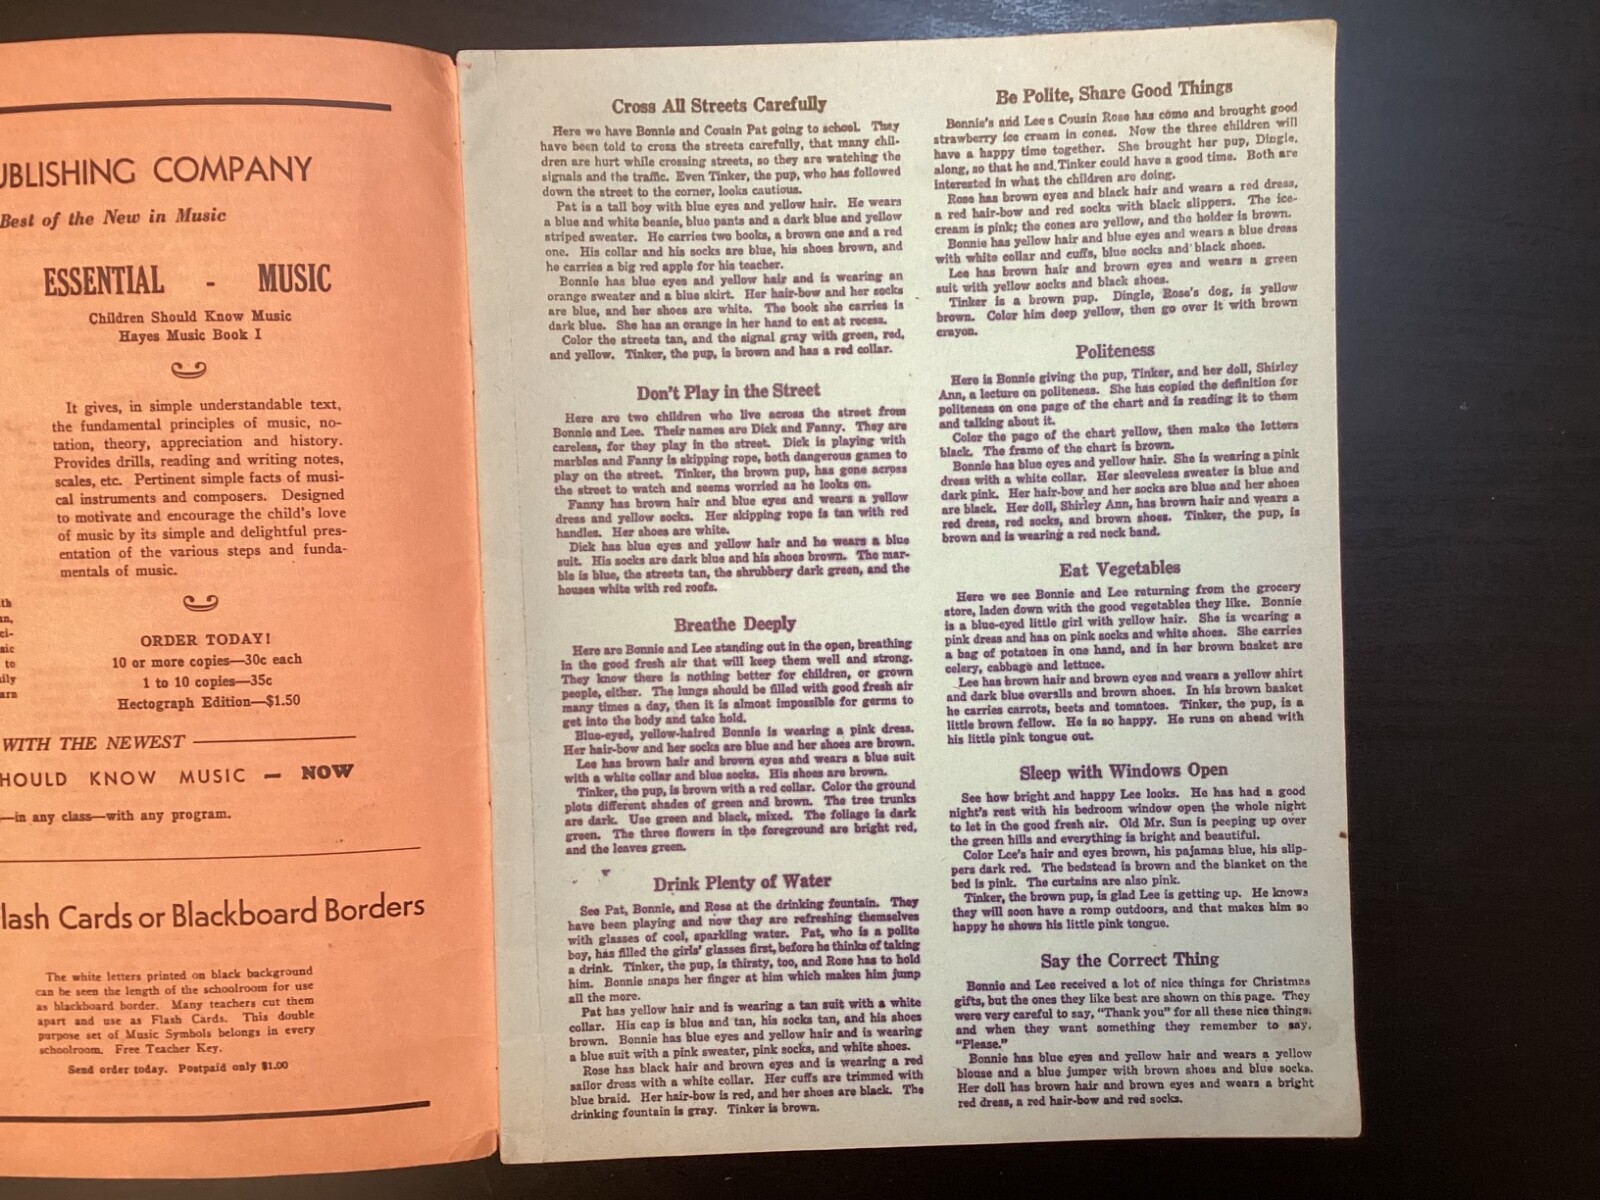 UBLISHING COMPANY
Best of the New in Music
ESSENTIAL - MUSIC
Children Should Know Music
Hayes Music Book I
It gives, in simple understandable text,
the fundamental principles of music, no-
tation, theory, appreciation and history.
Provides drills, reading and writing notes,
scales, etc. Pertinent simple facts of musi-
cal instruments and composers. Designed
to motivate and encourage the child's love
of music by its simple and delightful pres-
entation of the various steps and funda-
mentals of music.
th
an,
ci-
sic
to
ily
arn
ORDER TODAY!
10 or more copies—30c each
1 to 10 copies—35c
Hectograph Edition—$1.50
WITH THE NEWEST
HOULD KNOW MUSIC — NOW
—in any class—with any program.
lash Cards or Blackboard Borders
The white letters printed on black background
can be seen the length of the schoolroom for use
as blackboard border. Many teachers cut them
apart and use as Flash Cards. This double
purpose set of Music Symbols belongs in every
schoolroom. Free Teacher Key.
Send order today. Postpaid only $1.00
Cross All Streets Carefully
Here we have Bonnie and Cousin Pat going to school. They
have been told to cross the streets carefully, that many chil-
dren are hurt while crossing streets, so they are watching the
signals and the traffic. Even Tinker, the pup, who has followed
down the street to the corner, looks cautious.
Pat is a tall boy with blue eyes and yellow hair. He wears
a blue and white beanie, blue pants and a dark blue and yellow
striped sweater. He carries two books, a brown one and a red
one. His collar and his socks are blue, his shoes brown, and
he carries a big red apple for his teacher.
Bonnie has blue eyes and yellow hair and is wearing an
orange sweater and a blue skirt. Her hair-bow and her socks
are blue, and her shoes are white. The book she carries is
dark blue. She has an orange in her hand to eat at recess.
Color the streets tan, and the signal gray with green, red,
and yellow. Tinker, the pup, is brown and has a red collar.
Don't Play in the Street
Here are two children who live across the street from
Bonnie and Lee. Their names are Dick and Fanny. They are
careless, for they play in the street. Dick is playing with
marbles and Fanny is skipping rope, both dangerous games to
play on the street. Tinker, the brown pup, has gone across
the street to watch and seems worried as he looks on.
Fanny has brown hair and blue eyes and wears a yellow
dress and yellow socks. Her skipping rope is tan with red
handles. Her shoes are white.
Dick has blue eyes and yellow hair and he wears a blue
suit. His socks are dark blue and his shoes brown. The mar-
ble is blue, the streets tan, the shrubbery dark green, and the
houses white with red roofs.
Breathe Deeply
Here are Bonnie and Lee standing out in the open, breathing
in the good fresh air that will keep them well and strong.
They know there is nothing better for children, or grown
people, either. The lungs should be filled with good fresh air
many times a day, then it is almost impossible for germs to
get into the body and take hold.
Blue-eyed, yellow-haired Bonnie is wearing a pink dress.
Her hair-bow and her socks are blue and her shoes are brown.
Lee has brown hair and brown eyes and wears a blue suit
with a white collar and blue socks. His shoes are brown.
Tinker, the pup, is brown with a red collar. Color the ground
plots different shades of green and brown. The tree trunks
are dark. Use green and black, mixed. The foliage is dark
green. The three flowers in the foreground are bright red,
and the leaves green.
Drink Plenty of Water
See Pat, Bonnie, and Rose at the drinking fountain. They
have been playing and now they are refreshing themselves
with glasses of cool, sparkling water. Pat, who is a polite
boy, has filled the girls' glasses first, before he thinks of taking
a drink. Tinker, the pup, is thirsty, too, and Rose has to hold
him. Bonnie snaps her finger at him which makes him jump
all the more.
Pat has yellow hair and is wearing a tan suit with a white
collar. His cap is blue and tan, his socks tan, and his shoes
brown. Bonnie has blue eyes and yellow hair and is wearing
a blue suit with a pink sweater, pink socks, and white shoes.
Rose has black hair and brown eyes and is wearing a red
sailor dress with a white collar. Her cuffs are trimmed with
blue braid. Her hair-bow is red, and her shoes are black. The
drinking fountain is gray. Tinker is brown.
Be Polite, Share Good Things
Bonnie's and Lee's Cousin Rose has come and brought good
strawberry ice cream in cones. Now the three children will
have a happy time together. She brought her pup, Dingle,
along, so that he and Tinker could have a good time. Both are
interested in what the children are doing.
Rose has brown eyes and black hair and wears a red dress,
a red hair-bow and red socks with black slippers. The ice-
cream is pink; the cones are yellow, and the holder is brown.
Bonnie has yellow hair and blue eyes and wears a blue dress
with white collar and cuffs, blue socks and black shoes.
Lee has brown hair and brown eyes and wears a green
suit with yellow socks and black shoes.
Tinker is a brown pup. Dingle, Rose's dog, is yellow
brown. Color him deep yellow, then go over it with brown
crayon.
Politeness
Here is Bonnie giving the pup, Tinker, and her doll, Shirley
Ann, a lecture on politeness. She has copied the definition for
politeness on one page of the chart and is reading it to them
and talking about it.
Color the page of the chart yellow, then make the letters
black. The frame of the chart is brown.
Bonnie has blue eyes and yellow hair. She is wearing a pink
dress with a white collar. Her sleeveless sweater is blue and
dark pink. Her hair-bow and her socks are blue and her shoes
are black. Her doll, Shirley Ann, has brown hair and wears a
red dress, red socks, and brown shoes. Tinker, the pup, is
brown and is wearing a red neck band.
Eat Vegetables
Here we see Bonnie and Lee returning from the grocery
store, laden down with the good vegetables they like. Bonnie
is a blue-eyed little girl with yellow hair. She is wearing a
pink dress and has on pink socks and white shoes. She carries
a bag of potatoes in one hand, and in her brown basket are
celery, cabbage and lettuce.
Lee has brown hair and brown eyes and wears a yellow shirt
and dark blue overalls and brown shoes. In his brown basket
he carries carrots, beets and tomatoes. Tinker, the pup, is a
little brown fellow. He is so happy. He runs on ahead with
his little pink tongue out.
Sleep with Windows Open
See how bright and happy Lee looks. He has had a good
night's rest with his bedroom window open the whole night
to let in the good fresh air. Old Mr. Sun is peeping up over
the green hills and everything is bright and beautiful.
Color Lee's hair and eyes brown, his pajamas blue, his slip-
pers dark red. The bedstead is brown and the blanket on the
bed is pink. The curtains are also pink.
Tinker, the brown pup, is glad Lee is getting up. He knows
they will soon have a romp outdoors, and that makes him so
happy he shows his little pink tongue.
Say the Correct Thing
Bonnie and Lee received a lot of nice things for Christmas
gifts, but the ones they like best are shown on this page. They
were very careful to say, "Thank you" for all these nice things,
and when they want something they remember to say,
"Please."
Bonnie has blue eyes and yellow hair and wears a yellow
blouse and a blue jumper with brown shoes and blue socks.
Her doll has brown hair and brown eyes and wears a bright
red dress, a red hair-bow and red socks.